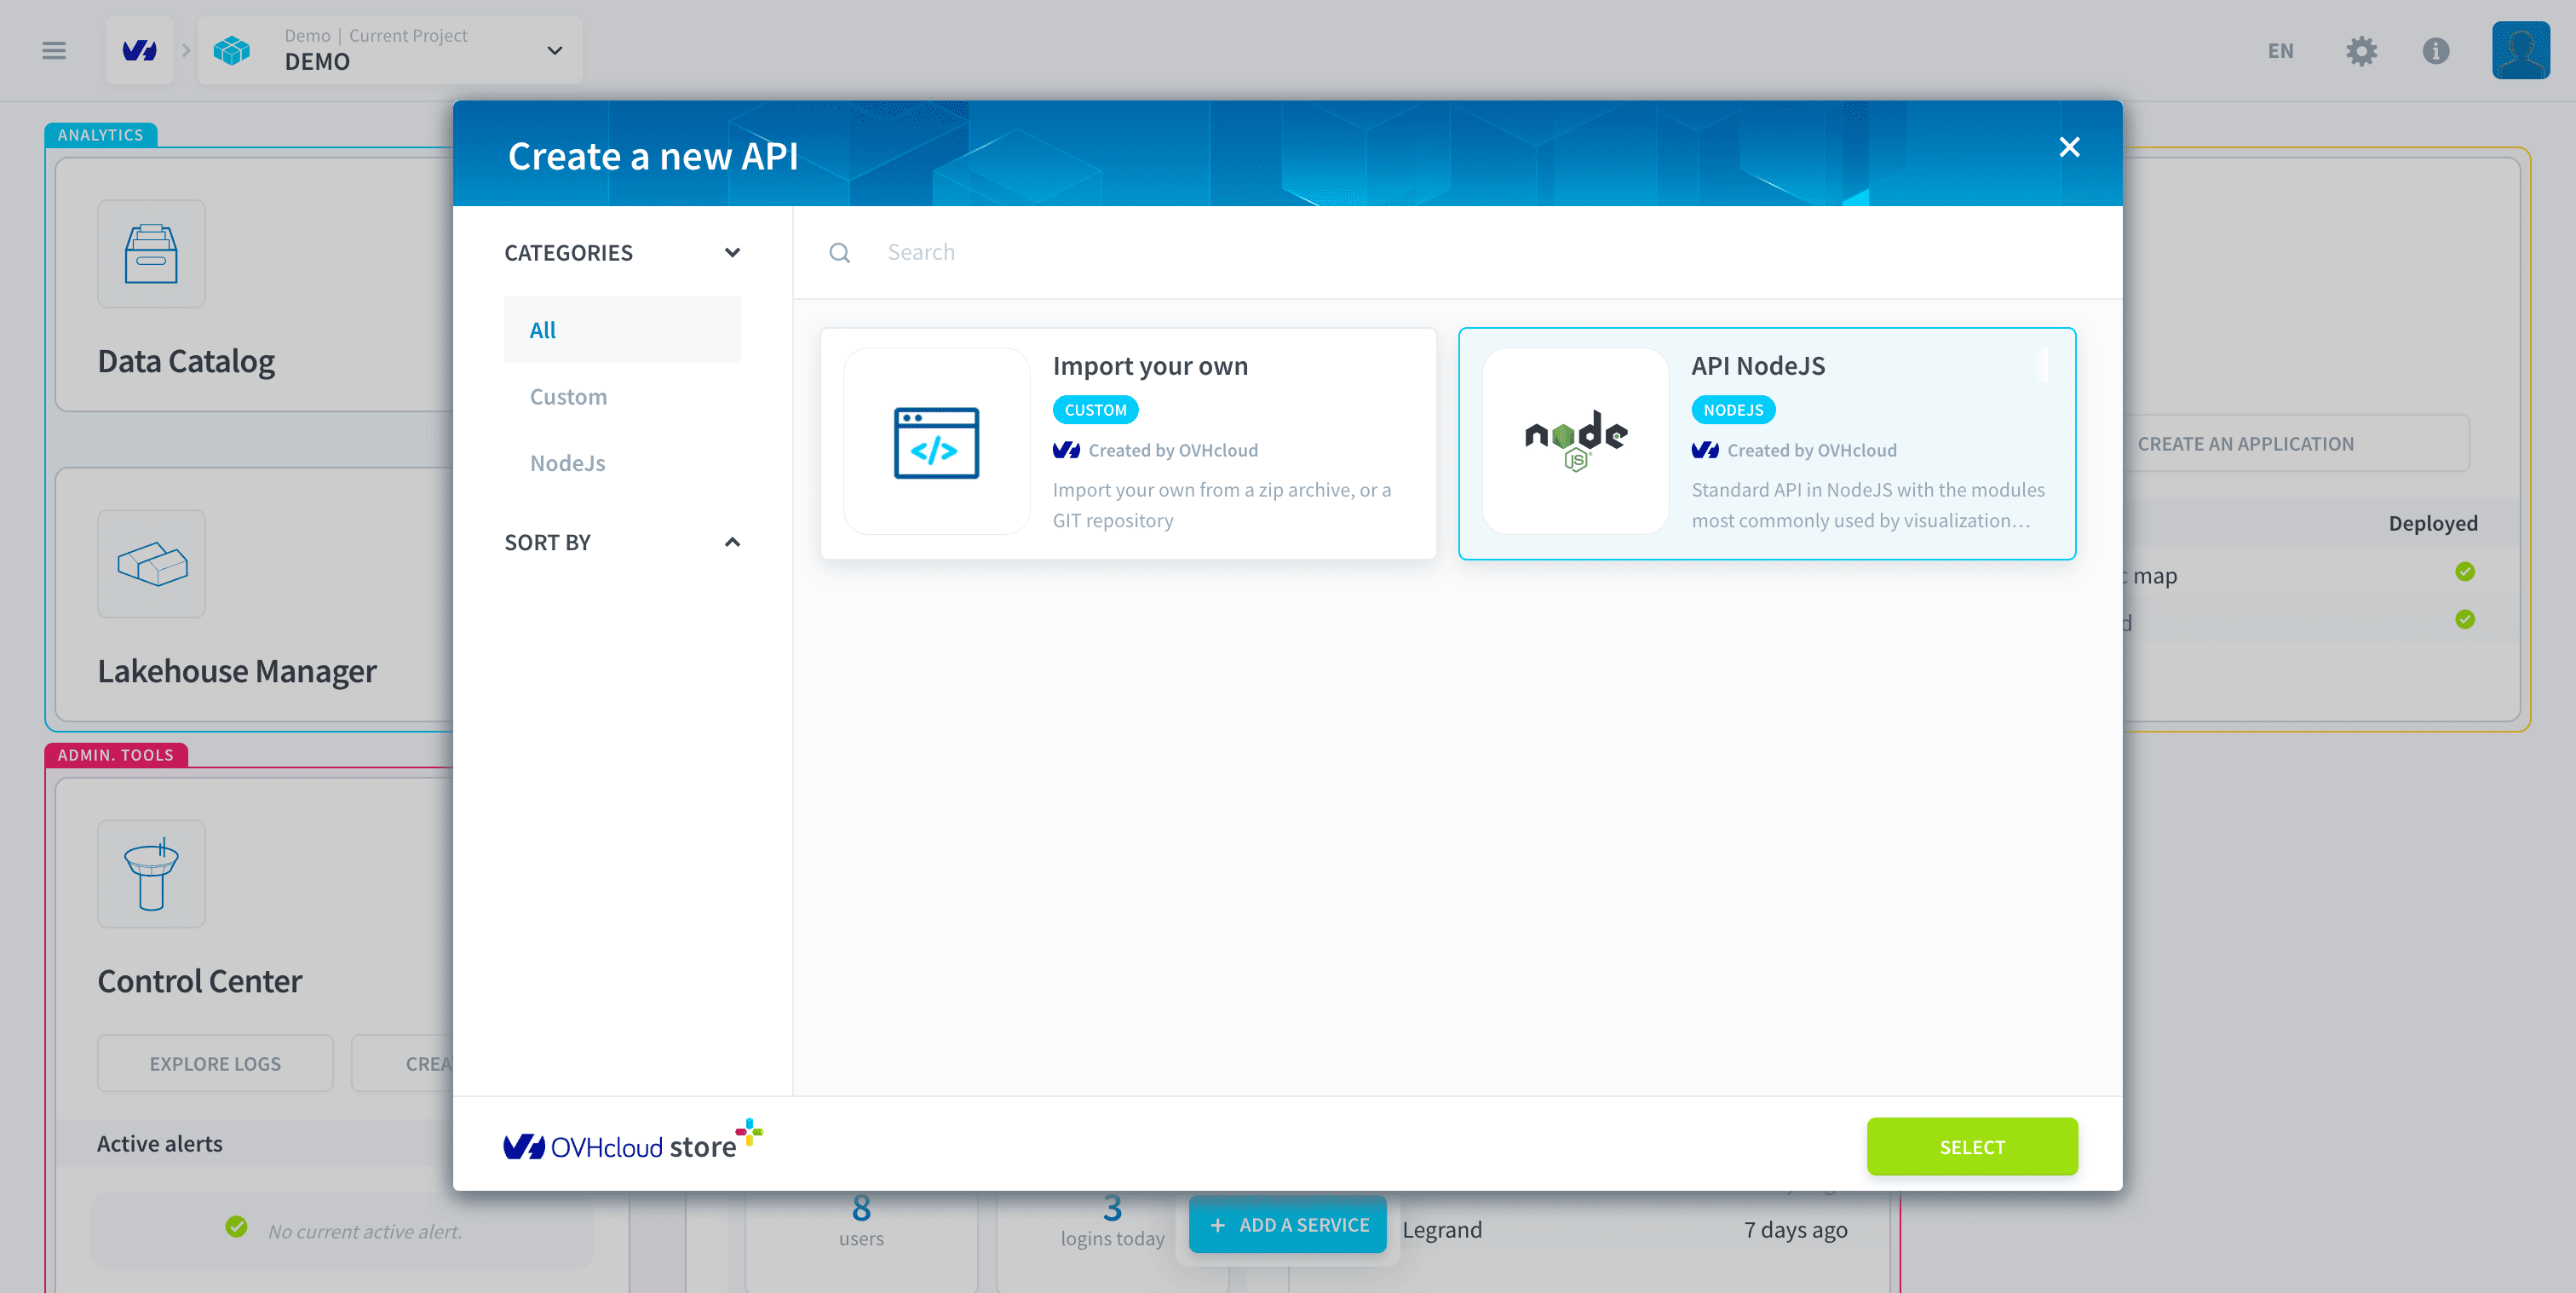 Demo | Current Project
DEMO
EN
ANALYTICS
Data Catalog
Lakehouse Manager
ADMIN. TOOLS
Control Center
EXPLORE LOGS
CREA
Active alerts
No current active alert.
Create a new API
CATEGORIES
All
Custom
NodeJs
SORT BY
Search
Import your own
CUSTOM
Created by OVHcloud
Import your own from a zip archive, or a
GIT repository
API NodeJS
NODEJS
node
JS
Created by OVHcloud
Standard API in NodeJS with the modules
most commonly used by visualization…
OVHcloud store
SELECT
CREATE AN APPLICATION
Deployed
c map
d
8
users
3
logins today
+ ADD A SERVICE
Legrand
7 days ago